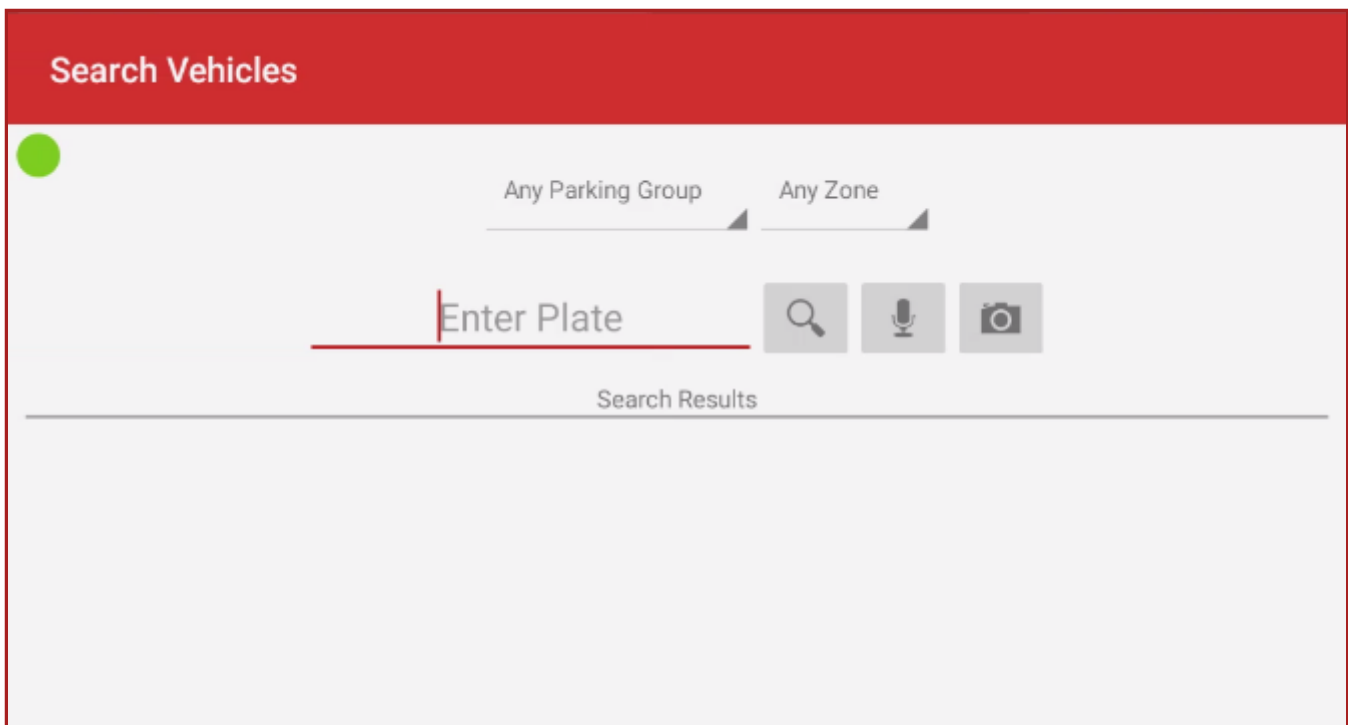 Search Vehicles
Any Parking Group Any Zone
Enter Plate
Search Results